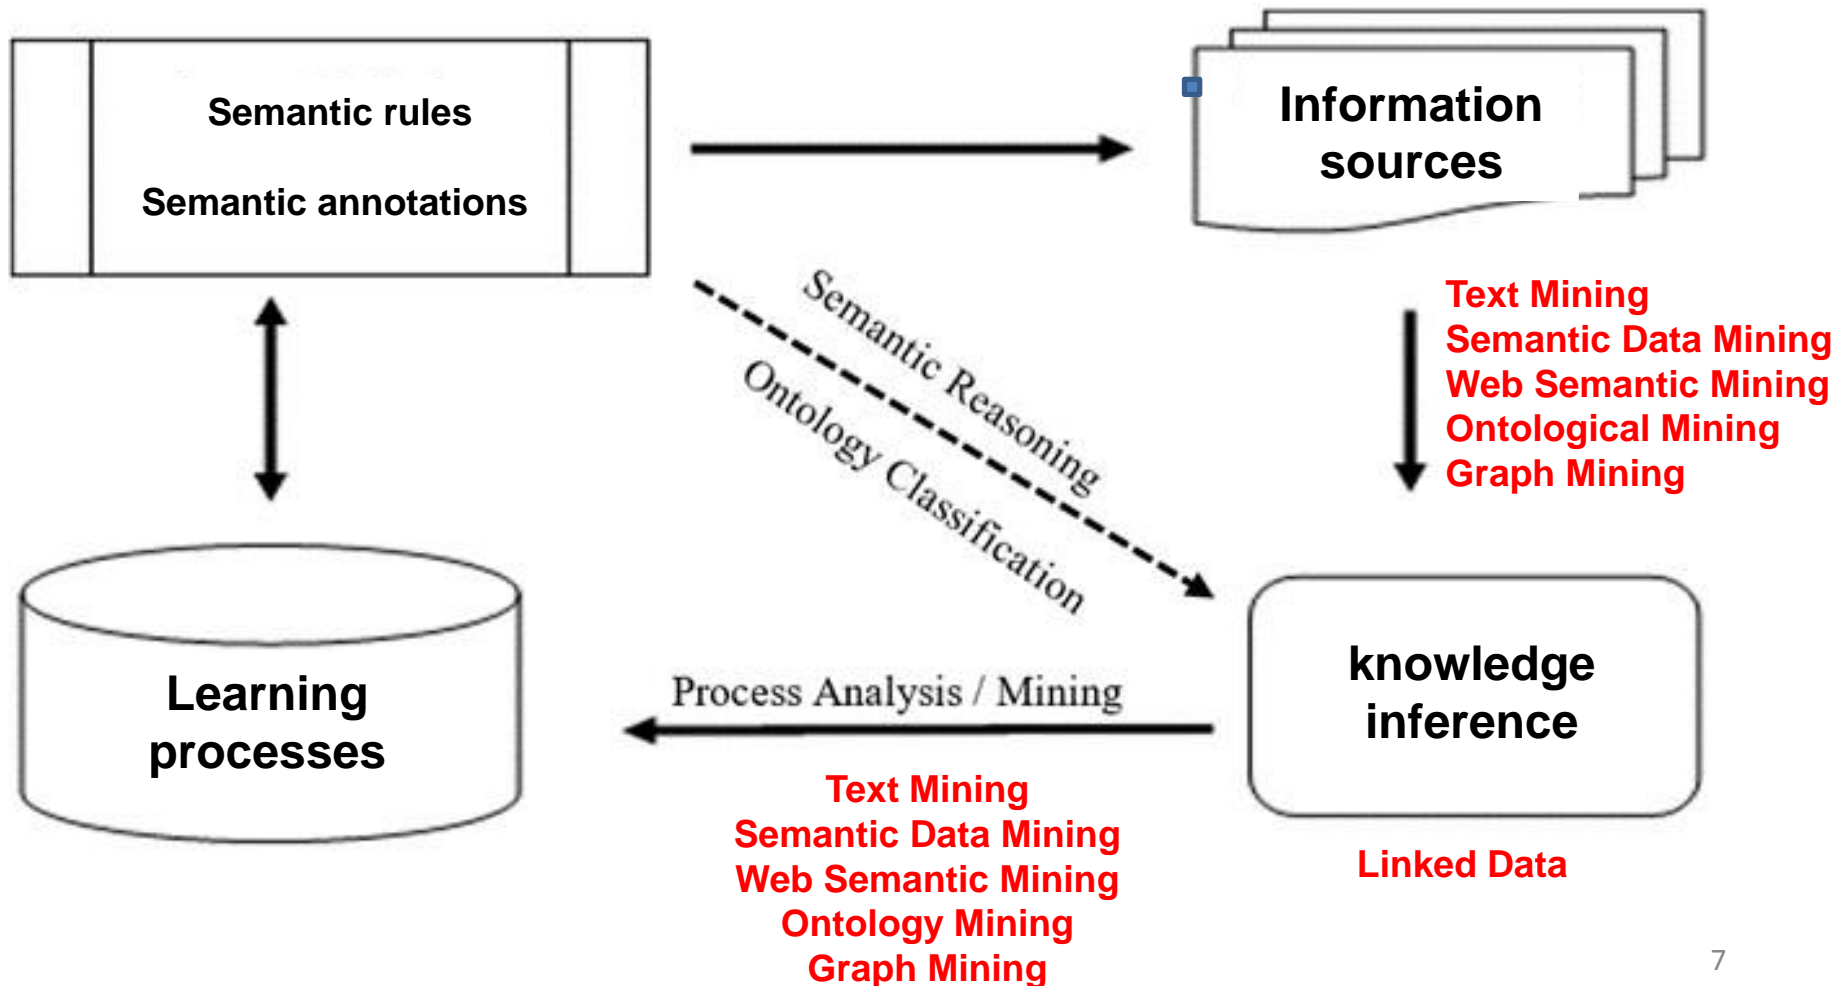 Semantic rules
Semantic annotations
Information
sources
Text Mining
Semantic Data Mining
Web Semantic Mining
Ontological Mining
Graph Mining
Semantic Reasoning
Ontology Classification
Learning
processes
Process Analysis / Mining
Text Mining
Semantic Data Mining
Web Semantic Mining
Ontology Mining
Graph Mining
knowledge
inference
Linked Data
7